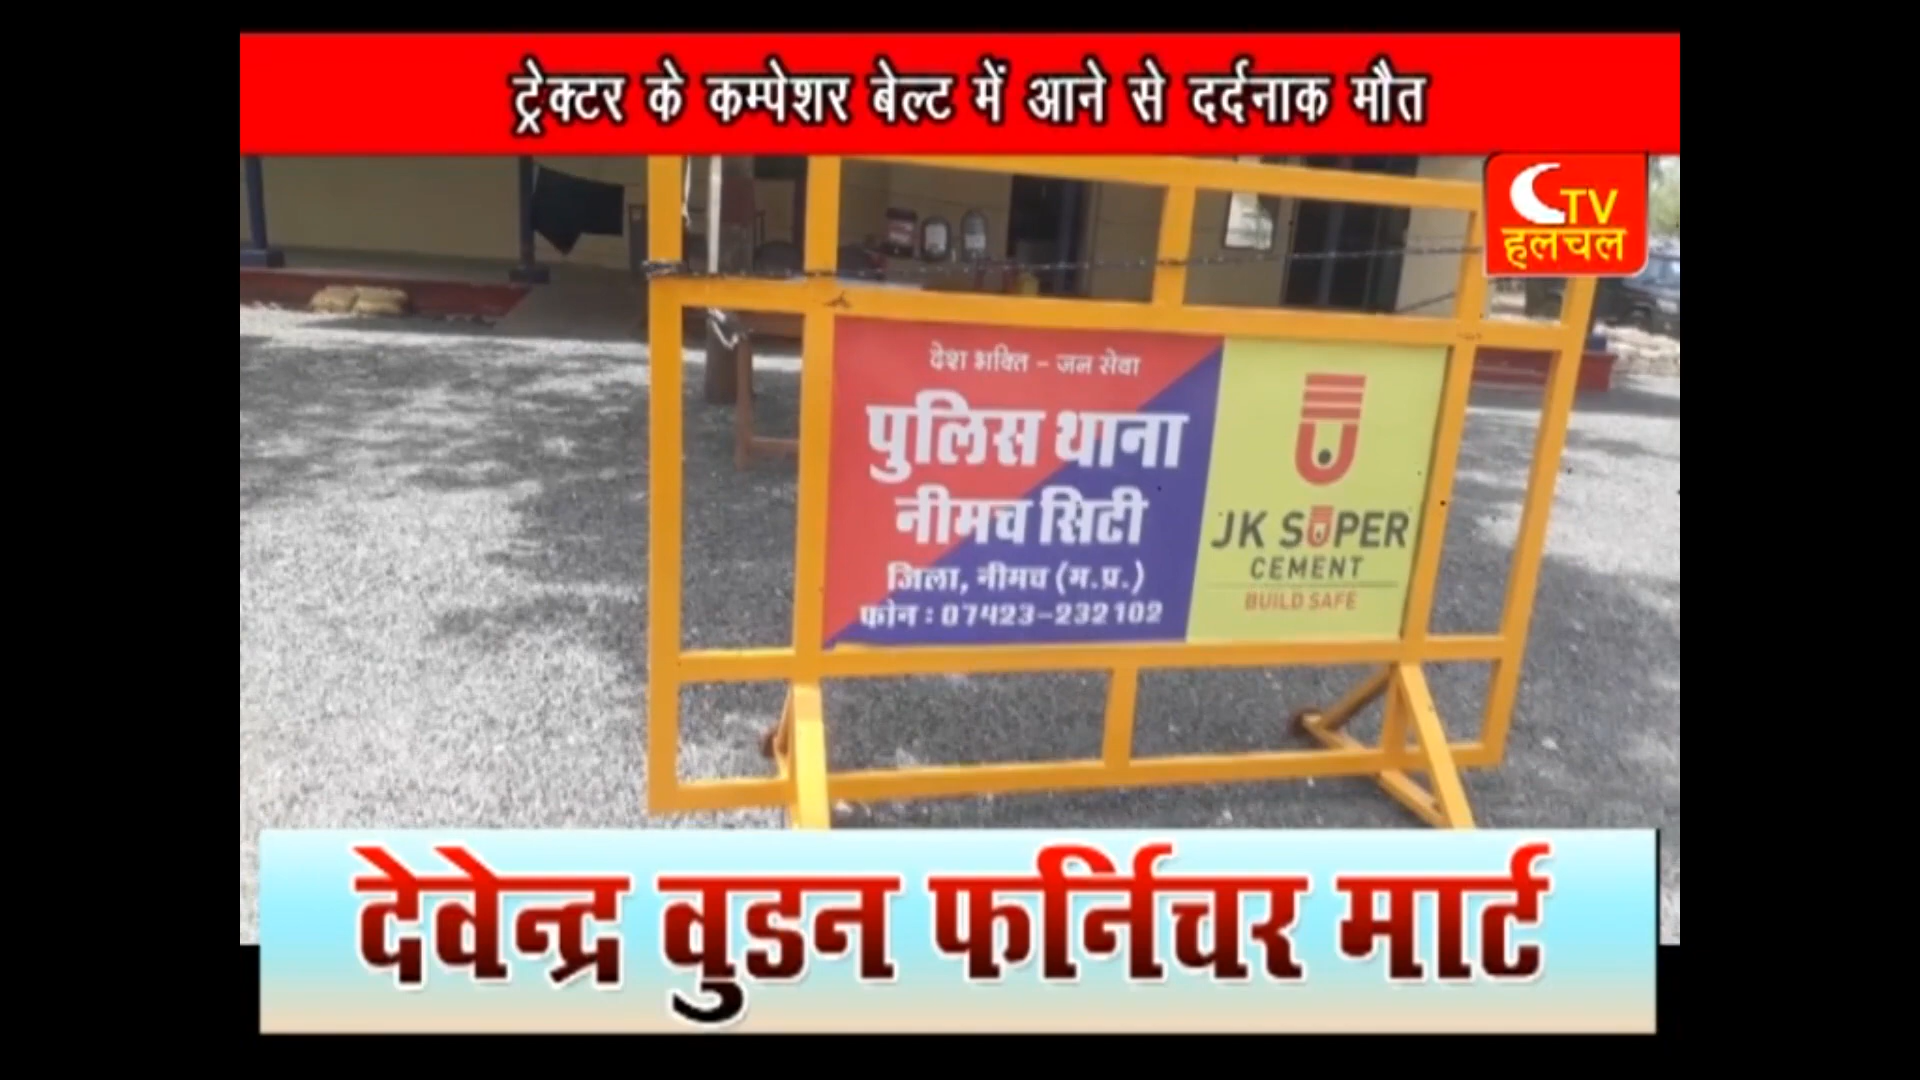 ट्रेक्टर के कम्पेशर बेल्ट में आने से दर्दनाक मौत
TV
हलचल
देश भक्ति - जन सेवा
पुलिस थाना
नीमच सिटी
जिला, नीमच (म.प्र.)
फोन : 07423-232102
JK SUPER
CEMENT
BUILD SAFE
देवेन्द्र वुडन फर्निचर मार्ट